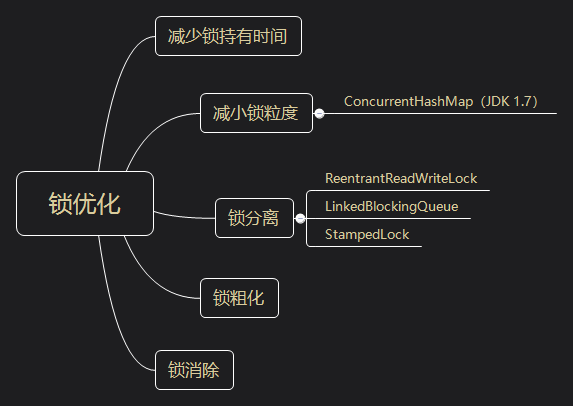 减少锁持有时间
减小锁粒度
ConcurrentHashMap（JDK 1.7）
锁优化
锁分离
ReentrantReadWriteLock
LinkedBlockingQueue
StampedLock
锁粗化
锁消除